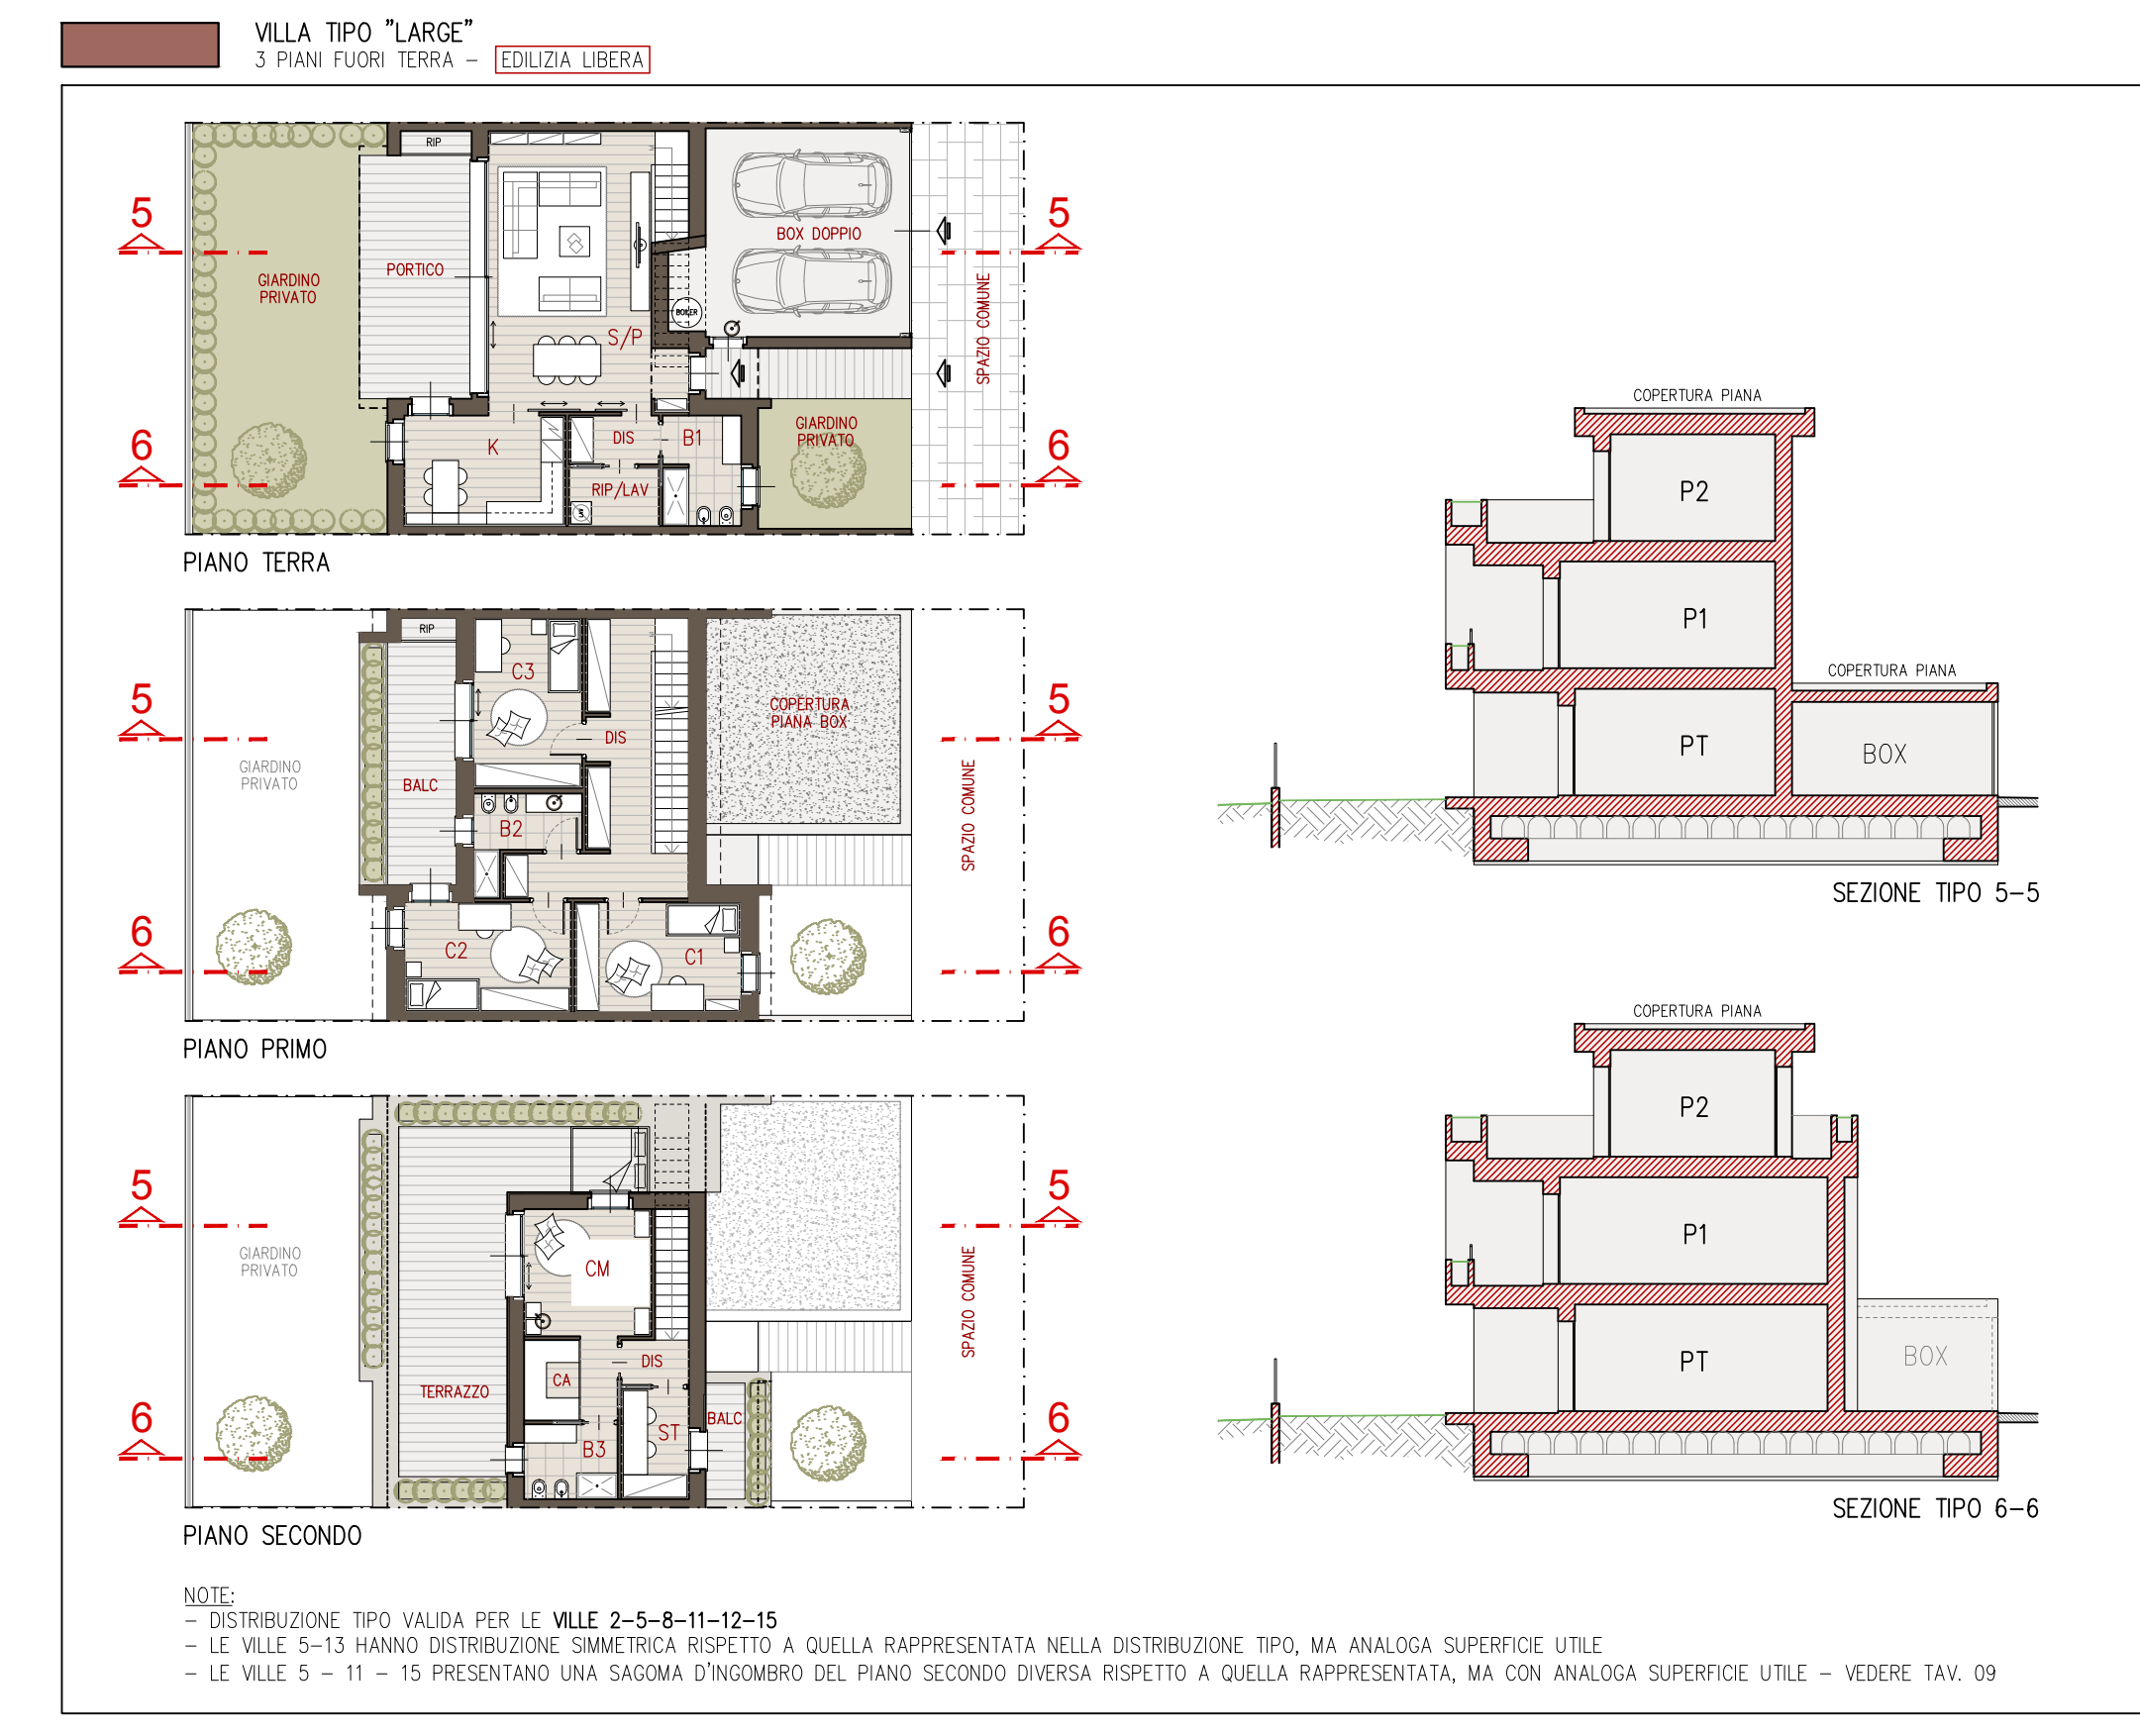 VILLA TIPO "LARGE"
3 PIANI FUORI TERRA - EDILIZIA LIBERA
RIP
5
5
BOX DOPPIO
PORTICO
GIARDINO
PRIVATO
SPAZIO COMUNE
BOILER
S/P
6
6
GIARDINO
PRIVATO
K
DIS
B1
RIP/LAV
S
PIANO TERRA
RIP
C3
5
5
COPERTURA
PIANA BOX
DIS
GIARDINO
PRIVATO
BALC
SPAZIO COMUNE
B2
6
6
C2
C1
PIANO PRIMO
5
5
GIARDINO
PRIVATO
CM
SPAZIO COMUNE
DIS
CA
TERRAZZO
6
6
BALC
ST
B3
PIANO SECONDO
COPERTURA PIANA
P2
P1
COPERTURA PIANA
PT
BOX
SEZIONE TIPO 5-5
COPERTURA PIANA
P2
P1
PT
BOX
SEZIONE TIPO 6-6
NOTE:
- DISTRIBUZIONE TIPO VALIDA PER LE VILLE 2-5-8-11-12-15
- LE VILLE 5-13 HANNO DISTRIBUZIONE SIMMETRICA RISPETTO A QUELLA RAPPRESENTATA NELLA DISTRIBUZIONE TIPO, MA ANALOGA SUPERFICIE UTILE
- LE VILLE 5 - 11 - 15 PRESENTANO UNA SAGOMA D'INGOMBRO DEL PIANO SECONDO DIVERSA RISPETTO A QUELLA RAPPRESENTATA, MA CON ANALOGA SUPERFICIE UTILE - VEDERE TAV. 09